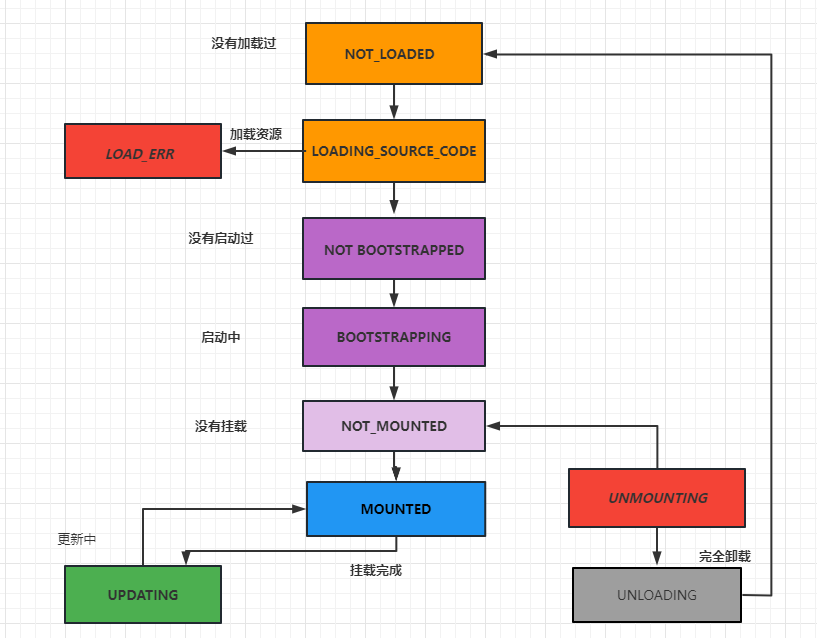 没有加载过
NOT_LOADED
加载资源
LOAD_ERR
LOADING_SOURCE_CODE
没有启动过
NOT BOOTSTRAPPED
启动中
BOOTSTRAPPING
没有挂载
NOT_MOUNTED
UNMOUNTING
MOUNTED
更新中
完全卸载
挂载完成
UPDATING
UNLOADING